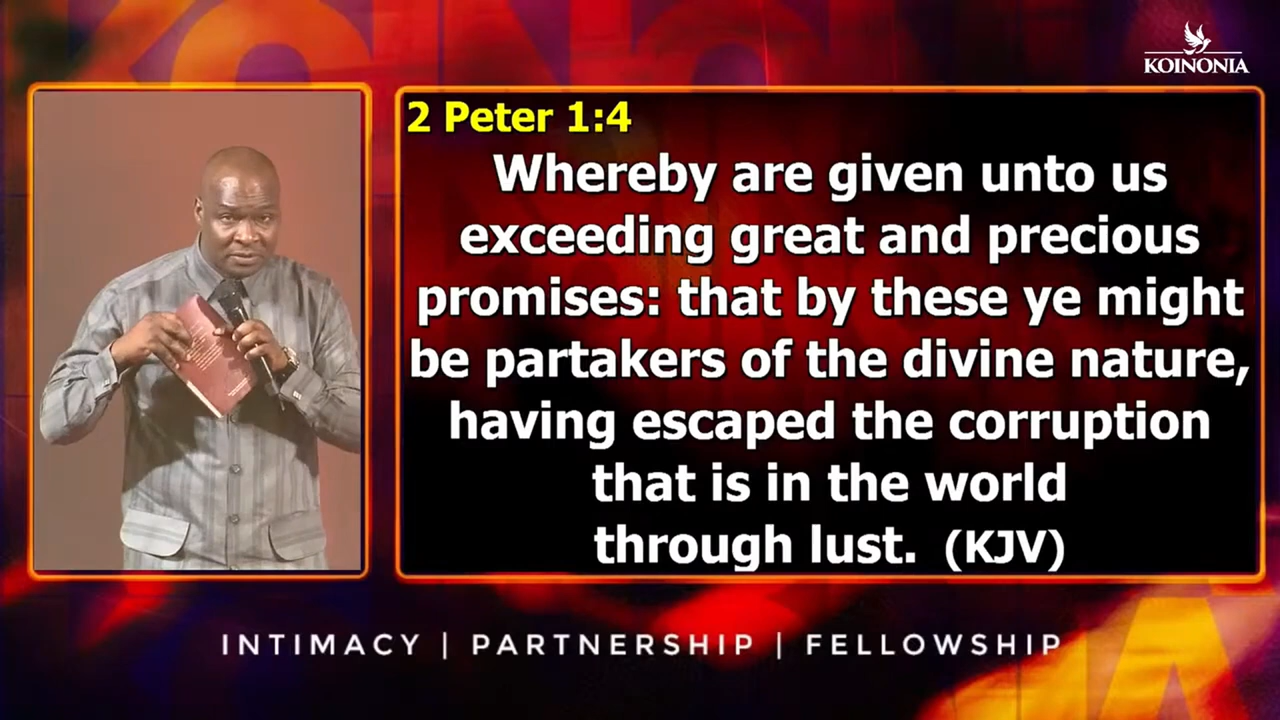 KOINONIA
2 Peter 1:4
Whereby are given unto us
exceeding great and precious
promises: that by these ye might
be partakers of the divine nature,
having escaped the corruption
that is in the world
through lust. (KJV)
INTIMACY | PARTNERSHIP | FELLOWSHIP